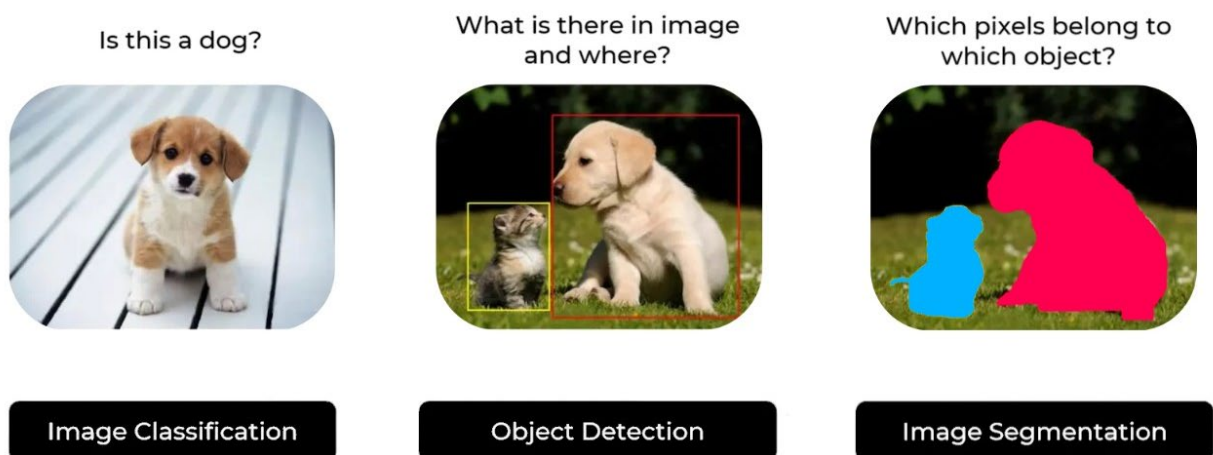 Is this a dog?
What is there in image
and where?
Which pixels belong to
which object?
Image Classification
Object Detection
Image Segmentation